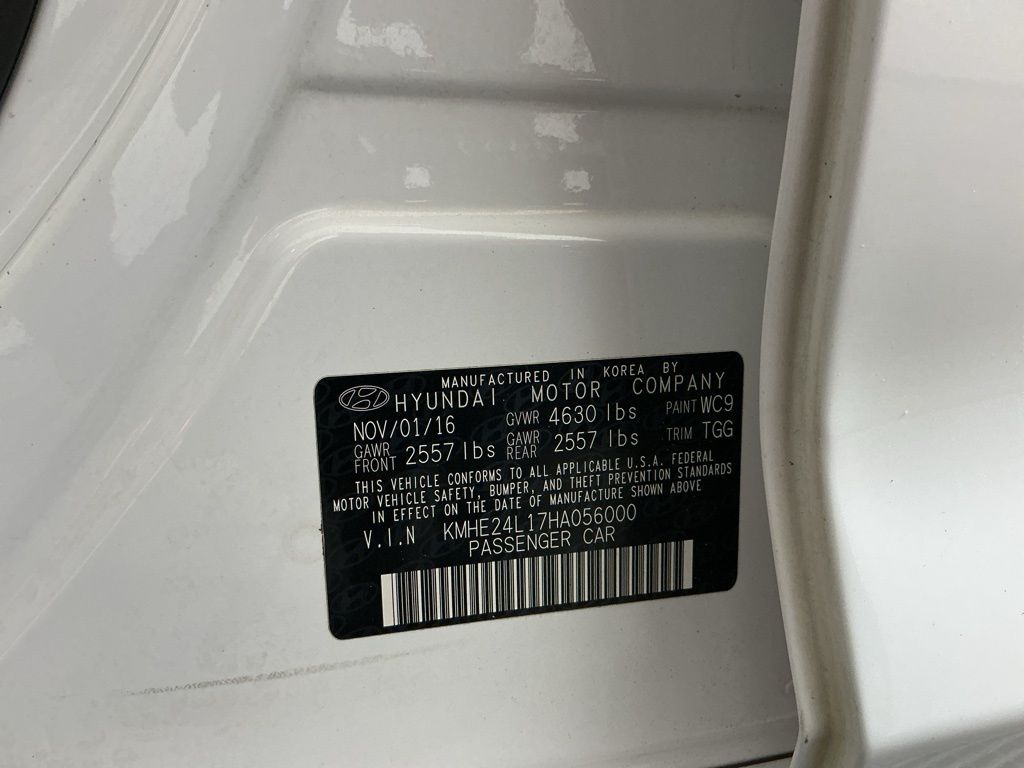 MANUFACTURED IN KOREA BY
HYUNDAI MOTOR COMPANY
NOV/01/16 GVWR 4630 lbs PAINT WC9
GAWR FRONT 2557 lbs GAWR REAR 2557 lbs TRIM TGG
THIS VEHICLE CONFORMS TO ALL APPLICABLE U.S.A. FEDERAL
MOTOR VEHICLE SAFETY, BUMPER, AND THEFT PREVENTION STANDARDS
IN EFFECT ON THE DATE OF MANUFACTURE SHOWN ABOVE
V.I.N KMHE24L17HA056000
PASSENGER CAR